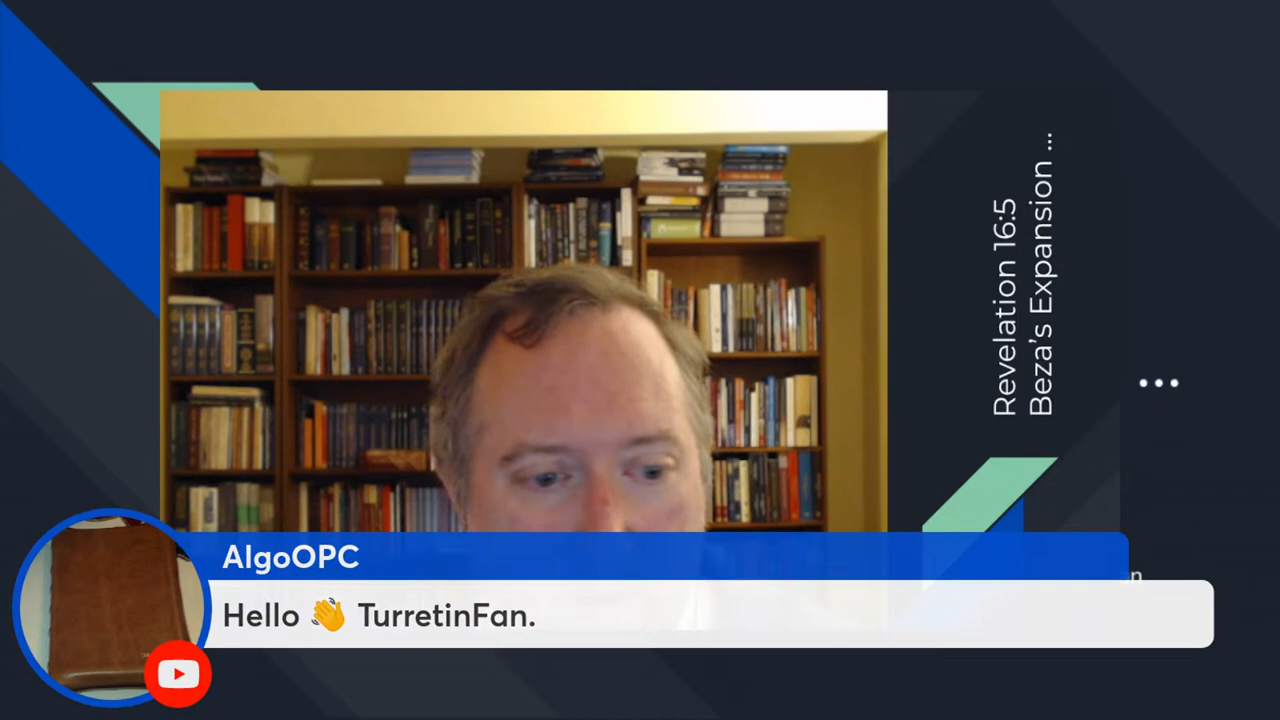 Revelation 16:5
Beza's Expansion ...
AlgoOPC
Hello 👋 TurretinFan.